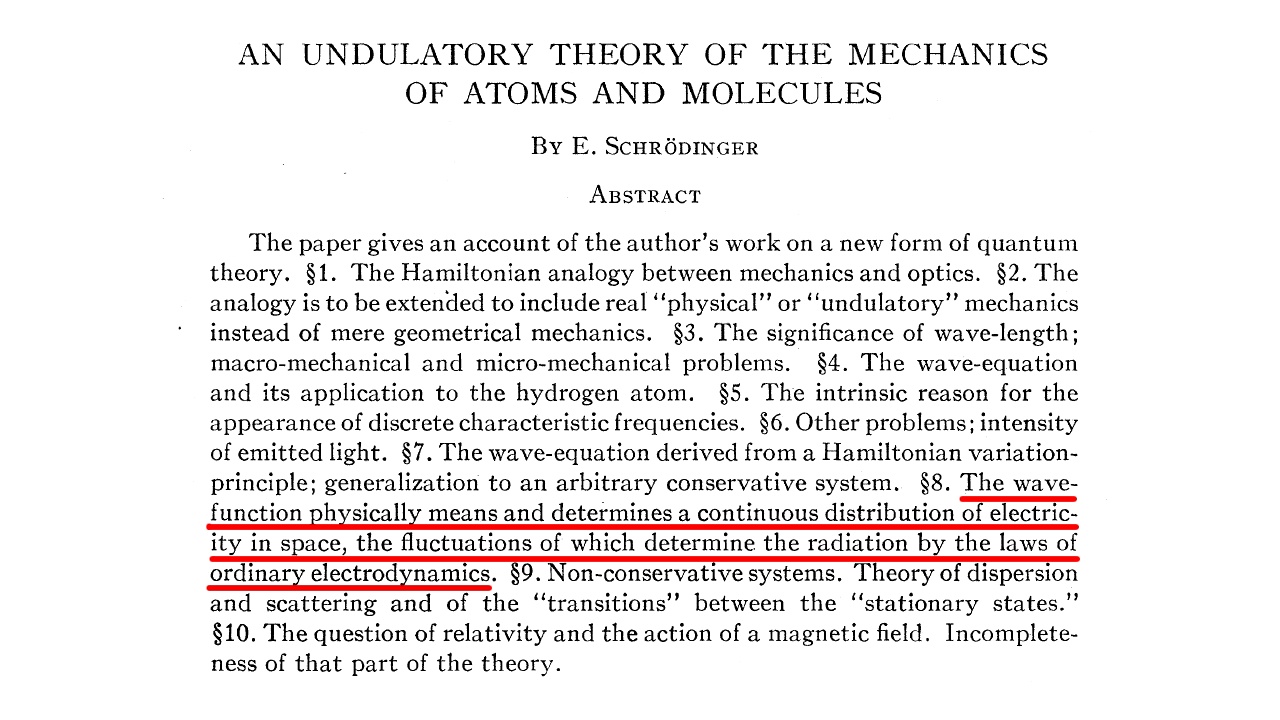 AN UNDULATORY THEORY OF THE MECHANICS
OF ATOMS AND MOLECULES
By E. Schrödinger
Abstract
The paper gives an account of the author's work on a new form of quantum
theory. §1. The Hamiltonian analogy between mechanics and optics. §2. The
analogy is to be extended to include real "physical" or "undulatory" mechanics
instead of mere geometrical mechanics. §3. The significance of wave-length;
macro-mechanical and micro-mechanical problems. §4. The wave-equation
and its application to the hydrogen atom. §5. The intrinsic reason for the
appearance of discrete characteristic frequencies. §6. Other problems; intensity
of emitted light. §7. The wave-equation derived from a Hamiltonian variation-
principle; generalization to an arbitrary conservative system. §8. The wave-
function physically means and determines a continuous distribution of electric-
ity in space, the fluctuations of which determine the radiation by the laws of
ordinary electrodynamics. §9. Non-conservative systems. Theory of dispersion
and scattering and of the "transitions" between the "stationary states."
§10. The question of relativity and the action of a magnetic field. Incomplete-
ness of that part of the theory.